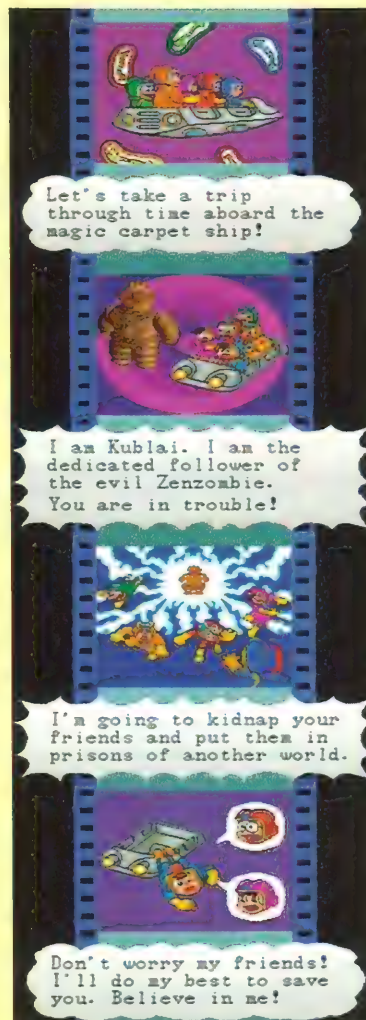 Let's take a trip
through time aboard the
magic carpet ship!
I am Kublai. I am the
dedicated follower of
the evil Zenzombie.
You are in trouble!
I'm going to kidnap your
friends and put them in
prisons of another world.
Don't worry my friends!
I'll do my best to save
you. Believe in me!